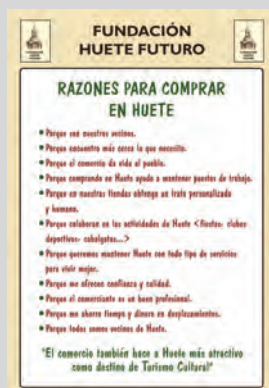 FUNDACIÓN
HUETE FUTURO
RAZONES PARA COMPRAR
EN HUETE
Porque son nuestros vecinos.
Porque encuentro más cerca lo que necesito.
Porque el comercio da vida al pueblo.
Porque comprando en Huete ayudo a mantener puestos de trabajo.
Porque en nuestras tiendas obtengo un trato personalizado
y humano.
Porque colaboran en las actividades de Huete <fiestas- clubes
deportivos- cabalgatas...>
Porque queremos mantener Huete con todo tipo de servicios
para vivir mejor.
Porque me ofrecen confianza y calidad.
Porque el comerciante es un buen profesional.
Porque me ahorro tiempo y dinero en desplazamientos.
Porque todos somos vecinos de Huete.
"El comercio también hace a Huete más atractivo
como destino de Turismo Cultural"